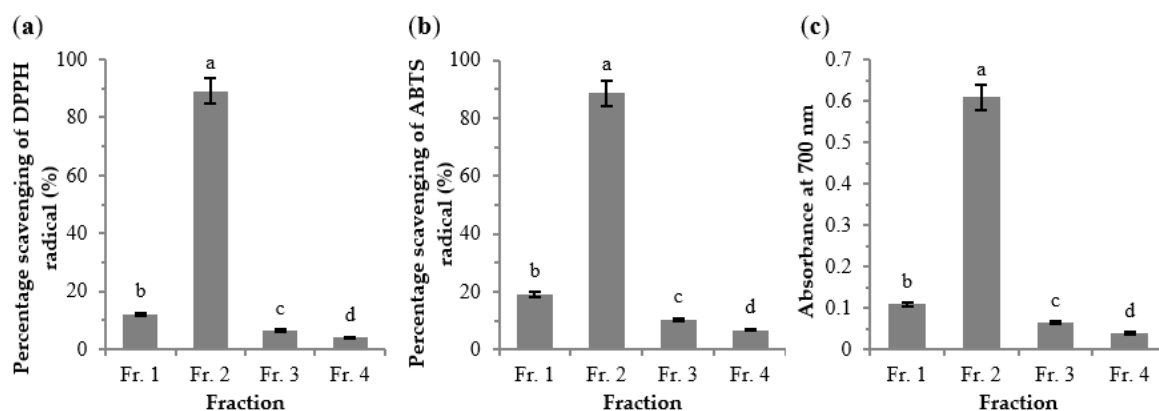 (a)
Percentage scavenging of DPPH
radical (%)
100
80
60
40
20
0
a
b
c
d
Fr. 1 Fr. 2 Fr. 3 Fr. 4
Fraction
(b)
Percentage scavenging of ABTS
radical (%)
100
80
60
40
20
0
a
b
c
d
Fr. 1 Fr. 2 Fr. 3 Fr. 4
Fraction
(c)
Absorbance at 700 nm
0.7
0.6
0.5
0.4
0.3
0.2
0.1
0
a
b
c
d
Fr. 1 Fr. 2 Fr. 3 Fr. 4
Fraction